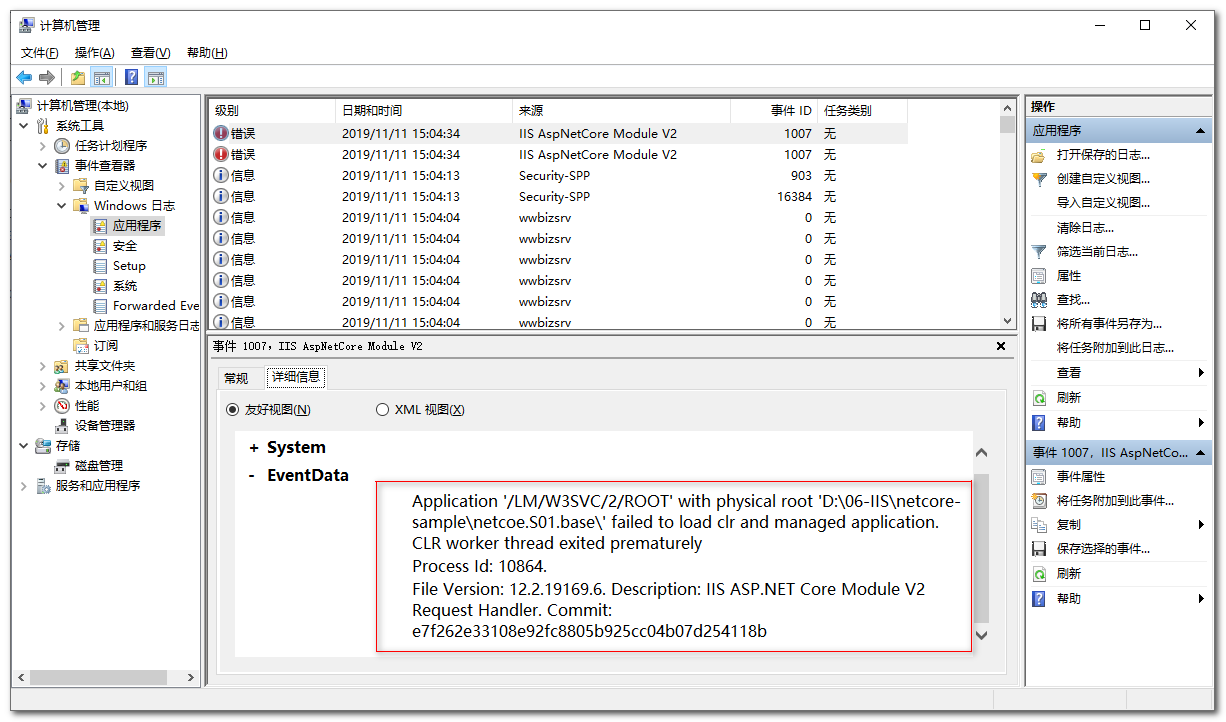 计算机管理
文件(F) 操作(A) 查看(V) 帮助(H)
计算机管理(本地)
系统工具
任务计划程序
事件查看器
自定义视图
Windows 日志
应用程序
安全
Setup
系统
Forwarded Eve
应用程序和服务日志
订阅
共享文件夹
本地用户和组
性能
设备管理器
存储
磁盘管理
服务和应用程序
级别 日期和时间 来源 事件 ID 任务类别
错误 2019/11/11 15:04:34 IIS AspNetCore Module V2 1007 无
错误 2019/11/11 15:04:34 IIS AspNetCore Module V2 1007 无
信息 2019/11/11 15:04:13 Security-SPP 903 无
信息 2019/11/11 15:04:13 Security-SPP 16384 无
信息 2019/11/11 15:04:04 wwbizsrv 0 无
信息 2019/11/11 15:04:04 wwbizsrv 0 无
信息 2019/11/11 15:04:04 wwbizsrv 0 无
信息 2019/11/11 15:04:04 wwbizsrv 0 无
信息 2019/11/11 15:04:04 wwbizsrv 0 无
信息 2019/11/11 15:04:04 wwbizsrv 0 无
事件 1007，IIS AspNetCore Module V2
常规 详细信息
友好视图(N) XML 视图(X)
+ System
- EventData
Application '/LM/W3SVC/2/ROOT' with physical root 'D:\06-IIS\netcore-
sample\netcoe.S01.base\' failed to load clr and managed application.
CLR worker thread exited prematurely
Process Id: 10864.
File Version: 12.2.19169.6. Description: IIS ASP.NET Core Module V2
Request Handler. Commit:
e7f262e33108e92fc8805b925cc04b07d254118b
操作
应用程序
打开保存的日志...
创建自定义视图...
导入自定义视图...
清除日志...
筛选当前日志...
属性
查找...
将所有事件另存为...
将任务附加到此日志...
查看
刷新
帮助
事件 1007，IIS AspNetCo...
事件属性
将任务附加到此事件...
复制
保存选择的事件...
刷新
帮助